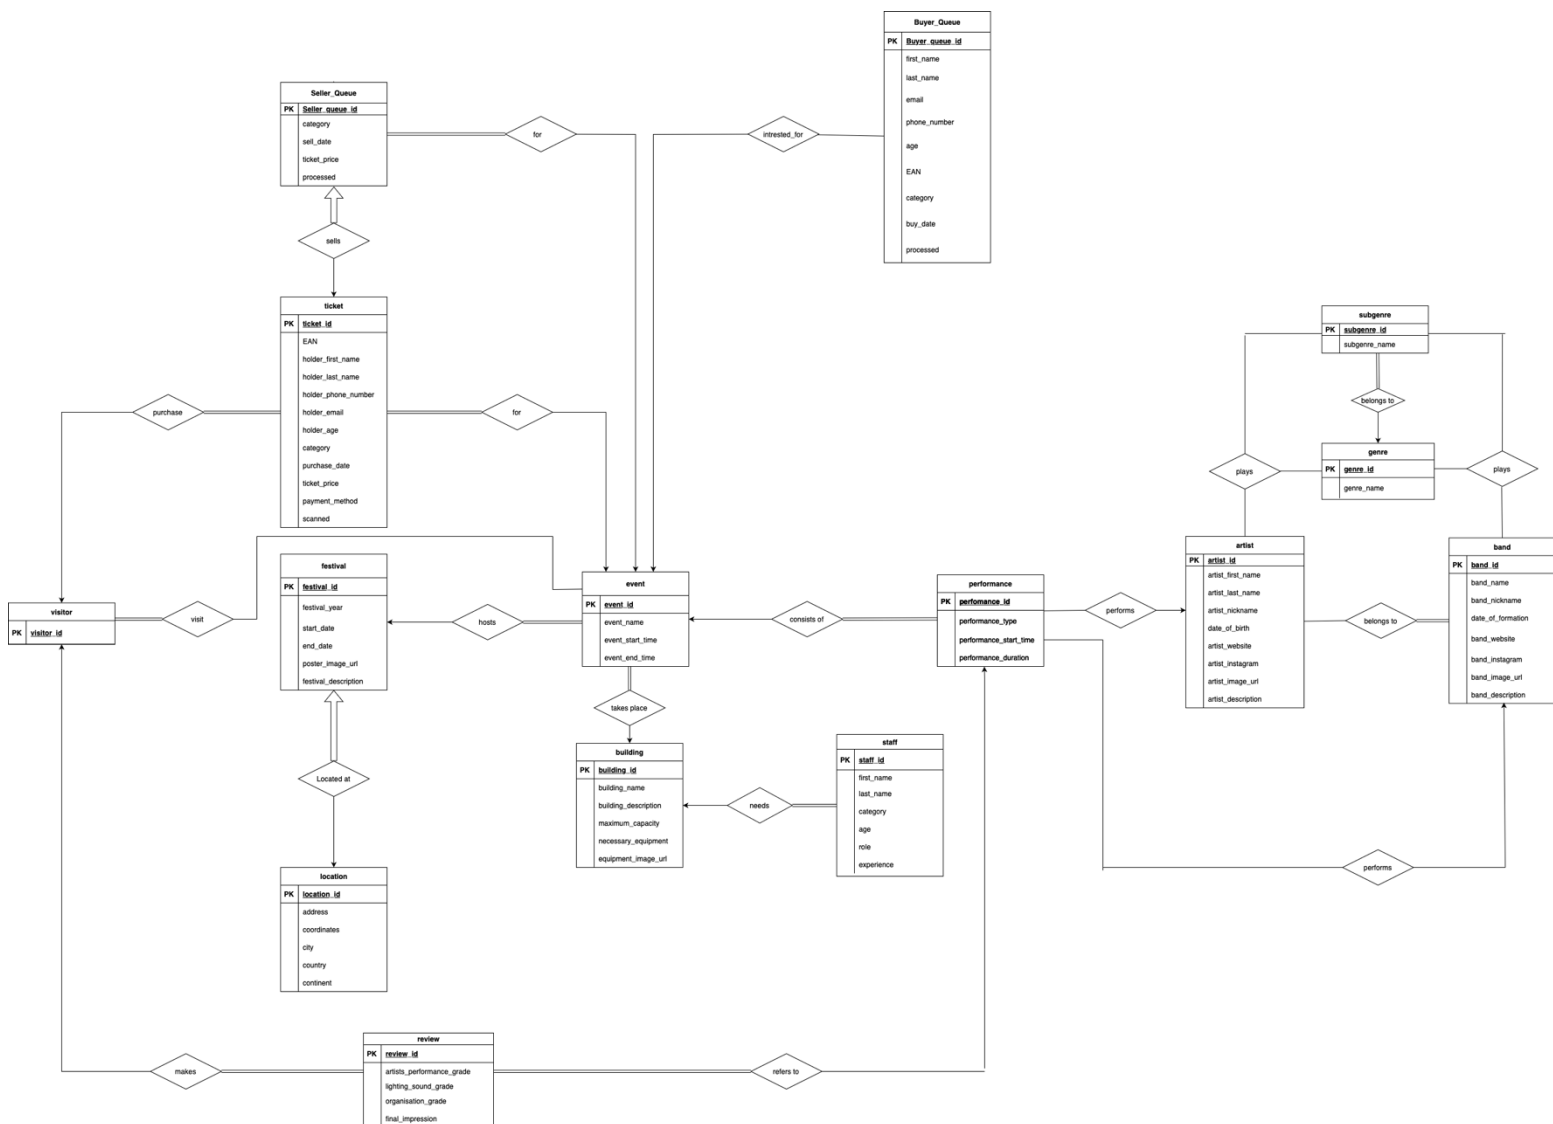 Buyer_Queue
PK Buyer_queue_id
first_name
last_name
email
phone_number
age
EAN
category
buy_date
processed
Seller_Queue
PK Seller_queue_id
category
sell_date
ticket_price
processed
for
intrested_for
sells
ticket
PK ticket_id
EAN
holder_first_name
holder_last_name
holder_phone_number
holder_email
holder_age
category
purchase_date
ticket_price
payment_method
scanned
purchase
for
subgenre
PK subgenre_id
subgenre_name
belongs to
genre
PK genre_id
genre_name
plays
plays
festival
PK festival_id
festival_year
start_date
end_date
poster_image_url
festival_description
visitor
PK visitor_id
visit
hosts
event
PK event_id
event_name
event_start_time
event_end_time
consists of
performance
PK perfomance_id
performance_type
performance_start_time
performance_duration
performs
artist
PK artist_id
artist_first_name
artist_last_name
artist_nickname
date_of_birth
artist_website
artist_instagram
artist_image_url
artist_description
belongs to
band
PK band_id
band_name
band_nickname
date_of_formation
band_website
band_instagram
band_image_url
band_description
takes place
building
PK building_id
building_name
building_description
maximum_capacity
necessary_equipment
equipment_image_url
needs
staff
PK staff_id
first_name
last_name
category
age
role
experience
Located at
performs
location
PK location_id
address
coordinates
city
country
continent
review
PK review_id
artists_performance_grade
lighting_sound_grade
organisation_grade
final_impression
makes
refers to